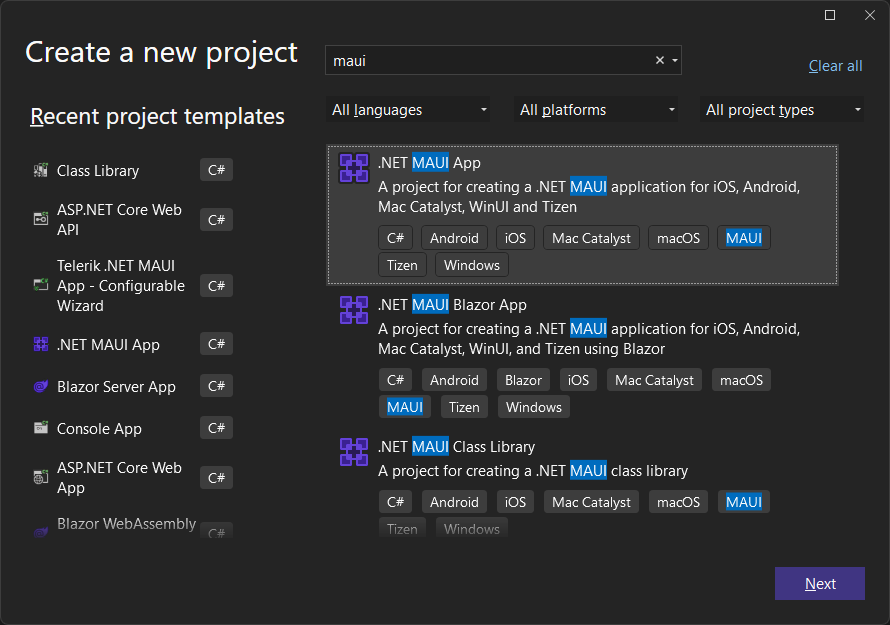 Create a new project
maui
Clear all
All languages
All platforms
All project types
Recent project templates
Class Library
C#
ASP.NET Core Web
API
C#
Telerik .NET MAUI
App - Configurable
Wizard
C#
.NET MAUI App
C#
Blazor Server App
C#
Console App
C#
ASP.NET Core Web
App
C#
Blazor WebAssembly
C#
.NET MAUI App
A project for creating a .NET MAUI application for iOS, Android,
Mac Catalyst, WinUI and Tizen
C# Android iOS Mac Catalyst macOS MAUI
Tizen Windows
.NET MAUI Blazor App
A project for creating a .NET MAUI application for iOS, Android,
Mac Catalyst, WinUI, and Tizen using Blazor
C# Android Blazor iOS Mac Catalyst macOS
MAUI Tizen Windows
.NET MAUI Class Library
A project for creating a .NET MAUI class library
C# Android iOS Mac Catalyst macOS MAUI
Tizen Windows
Next